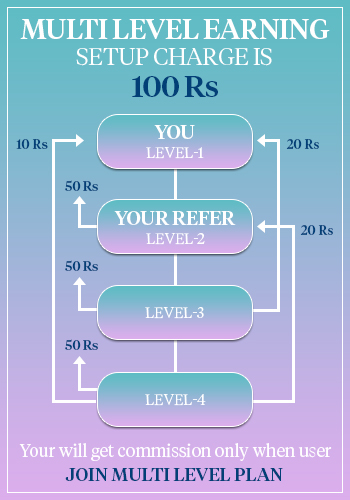 MULTI LEVEL EARNING
SETUP CHARGE IS
100 Rs
YOU
LEVEL-1
10 Rs
20 Rs
50 Rs
YOUR REFER
LEVEL-2
20 Rs
50 Rs
LEVEL-3
50 Rs
LEVEL-4
Your will get commission only when user
JOIN MULTI LEVEL PLAN